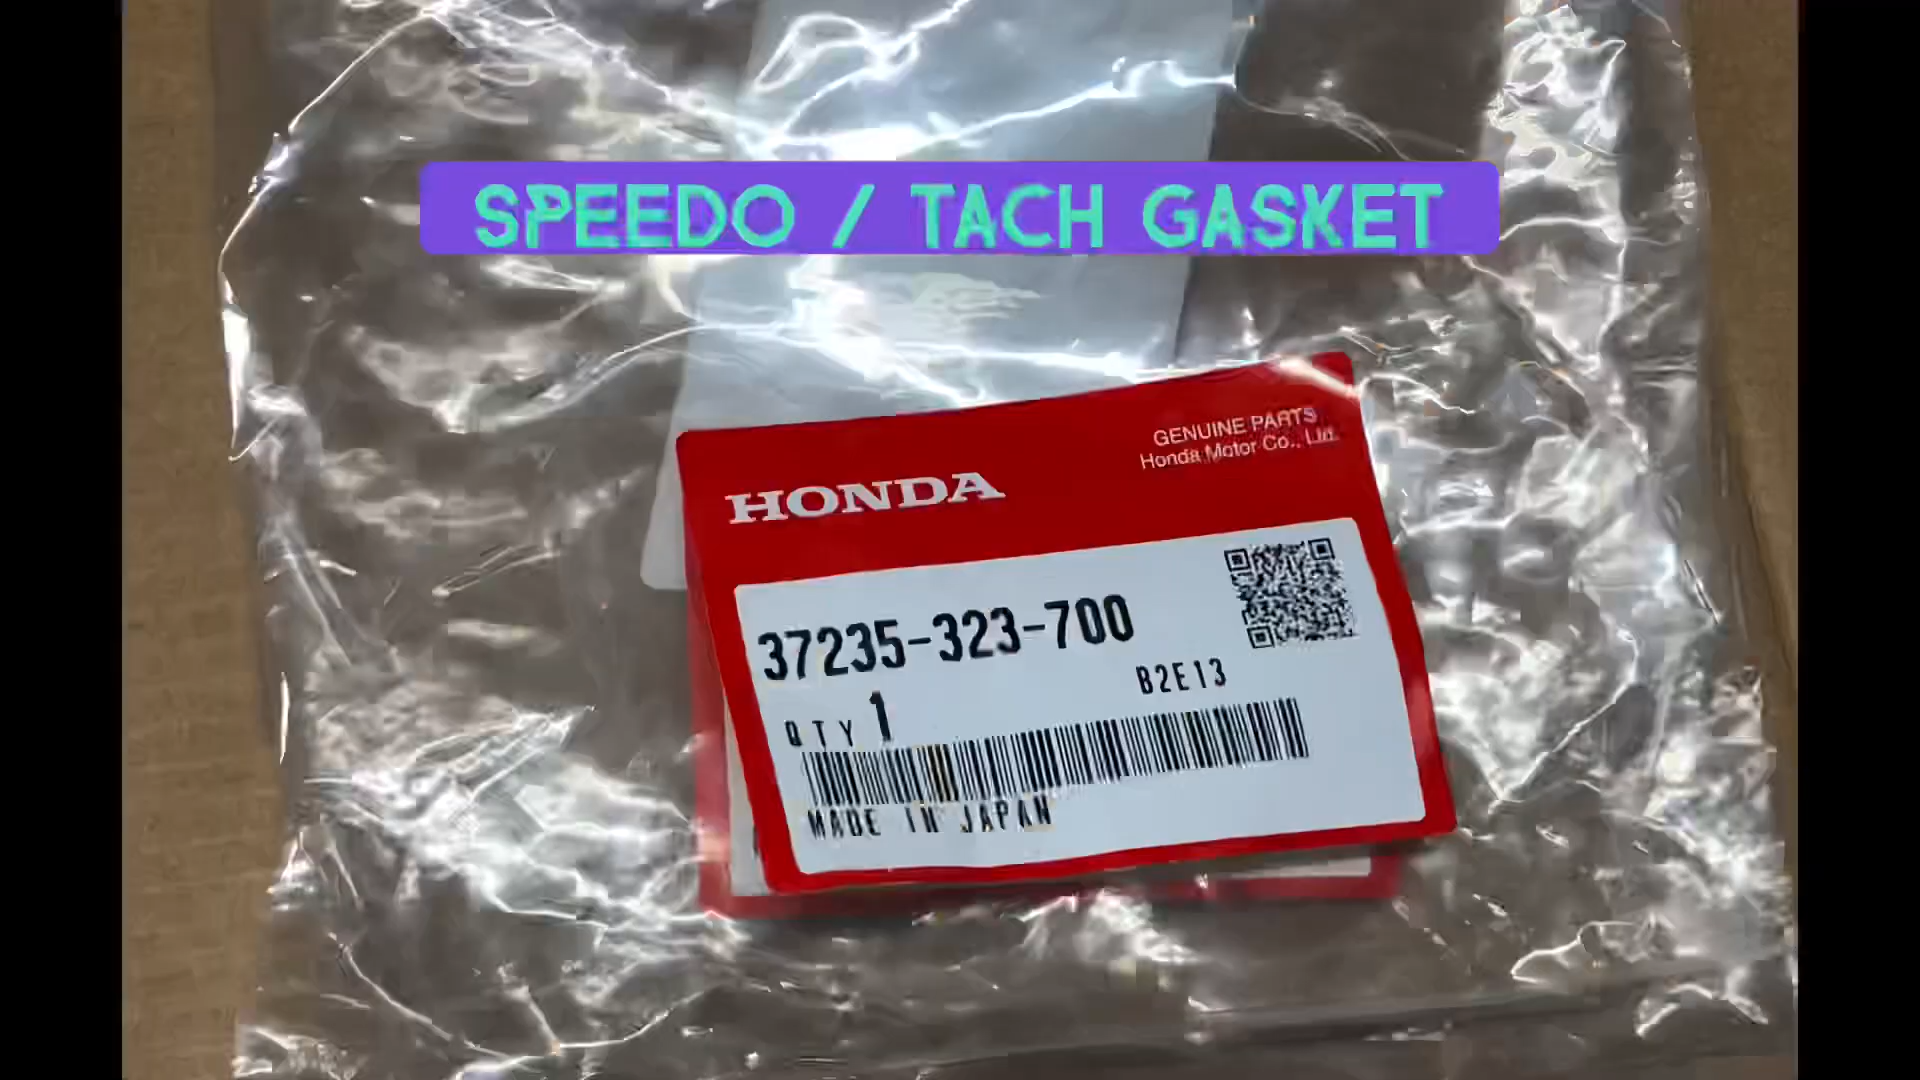 SPEEDO / TACH GASKET
GENUINE PARTS
Honda Motor Co., Ltd.
HONDA
37235-323-700
B2E13
QTY 1
MADE IN JAPAN